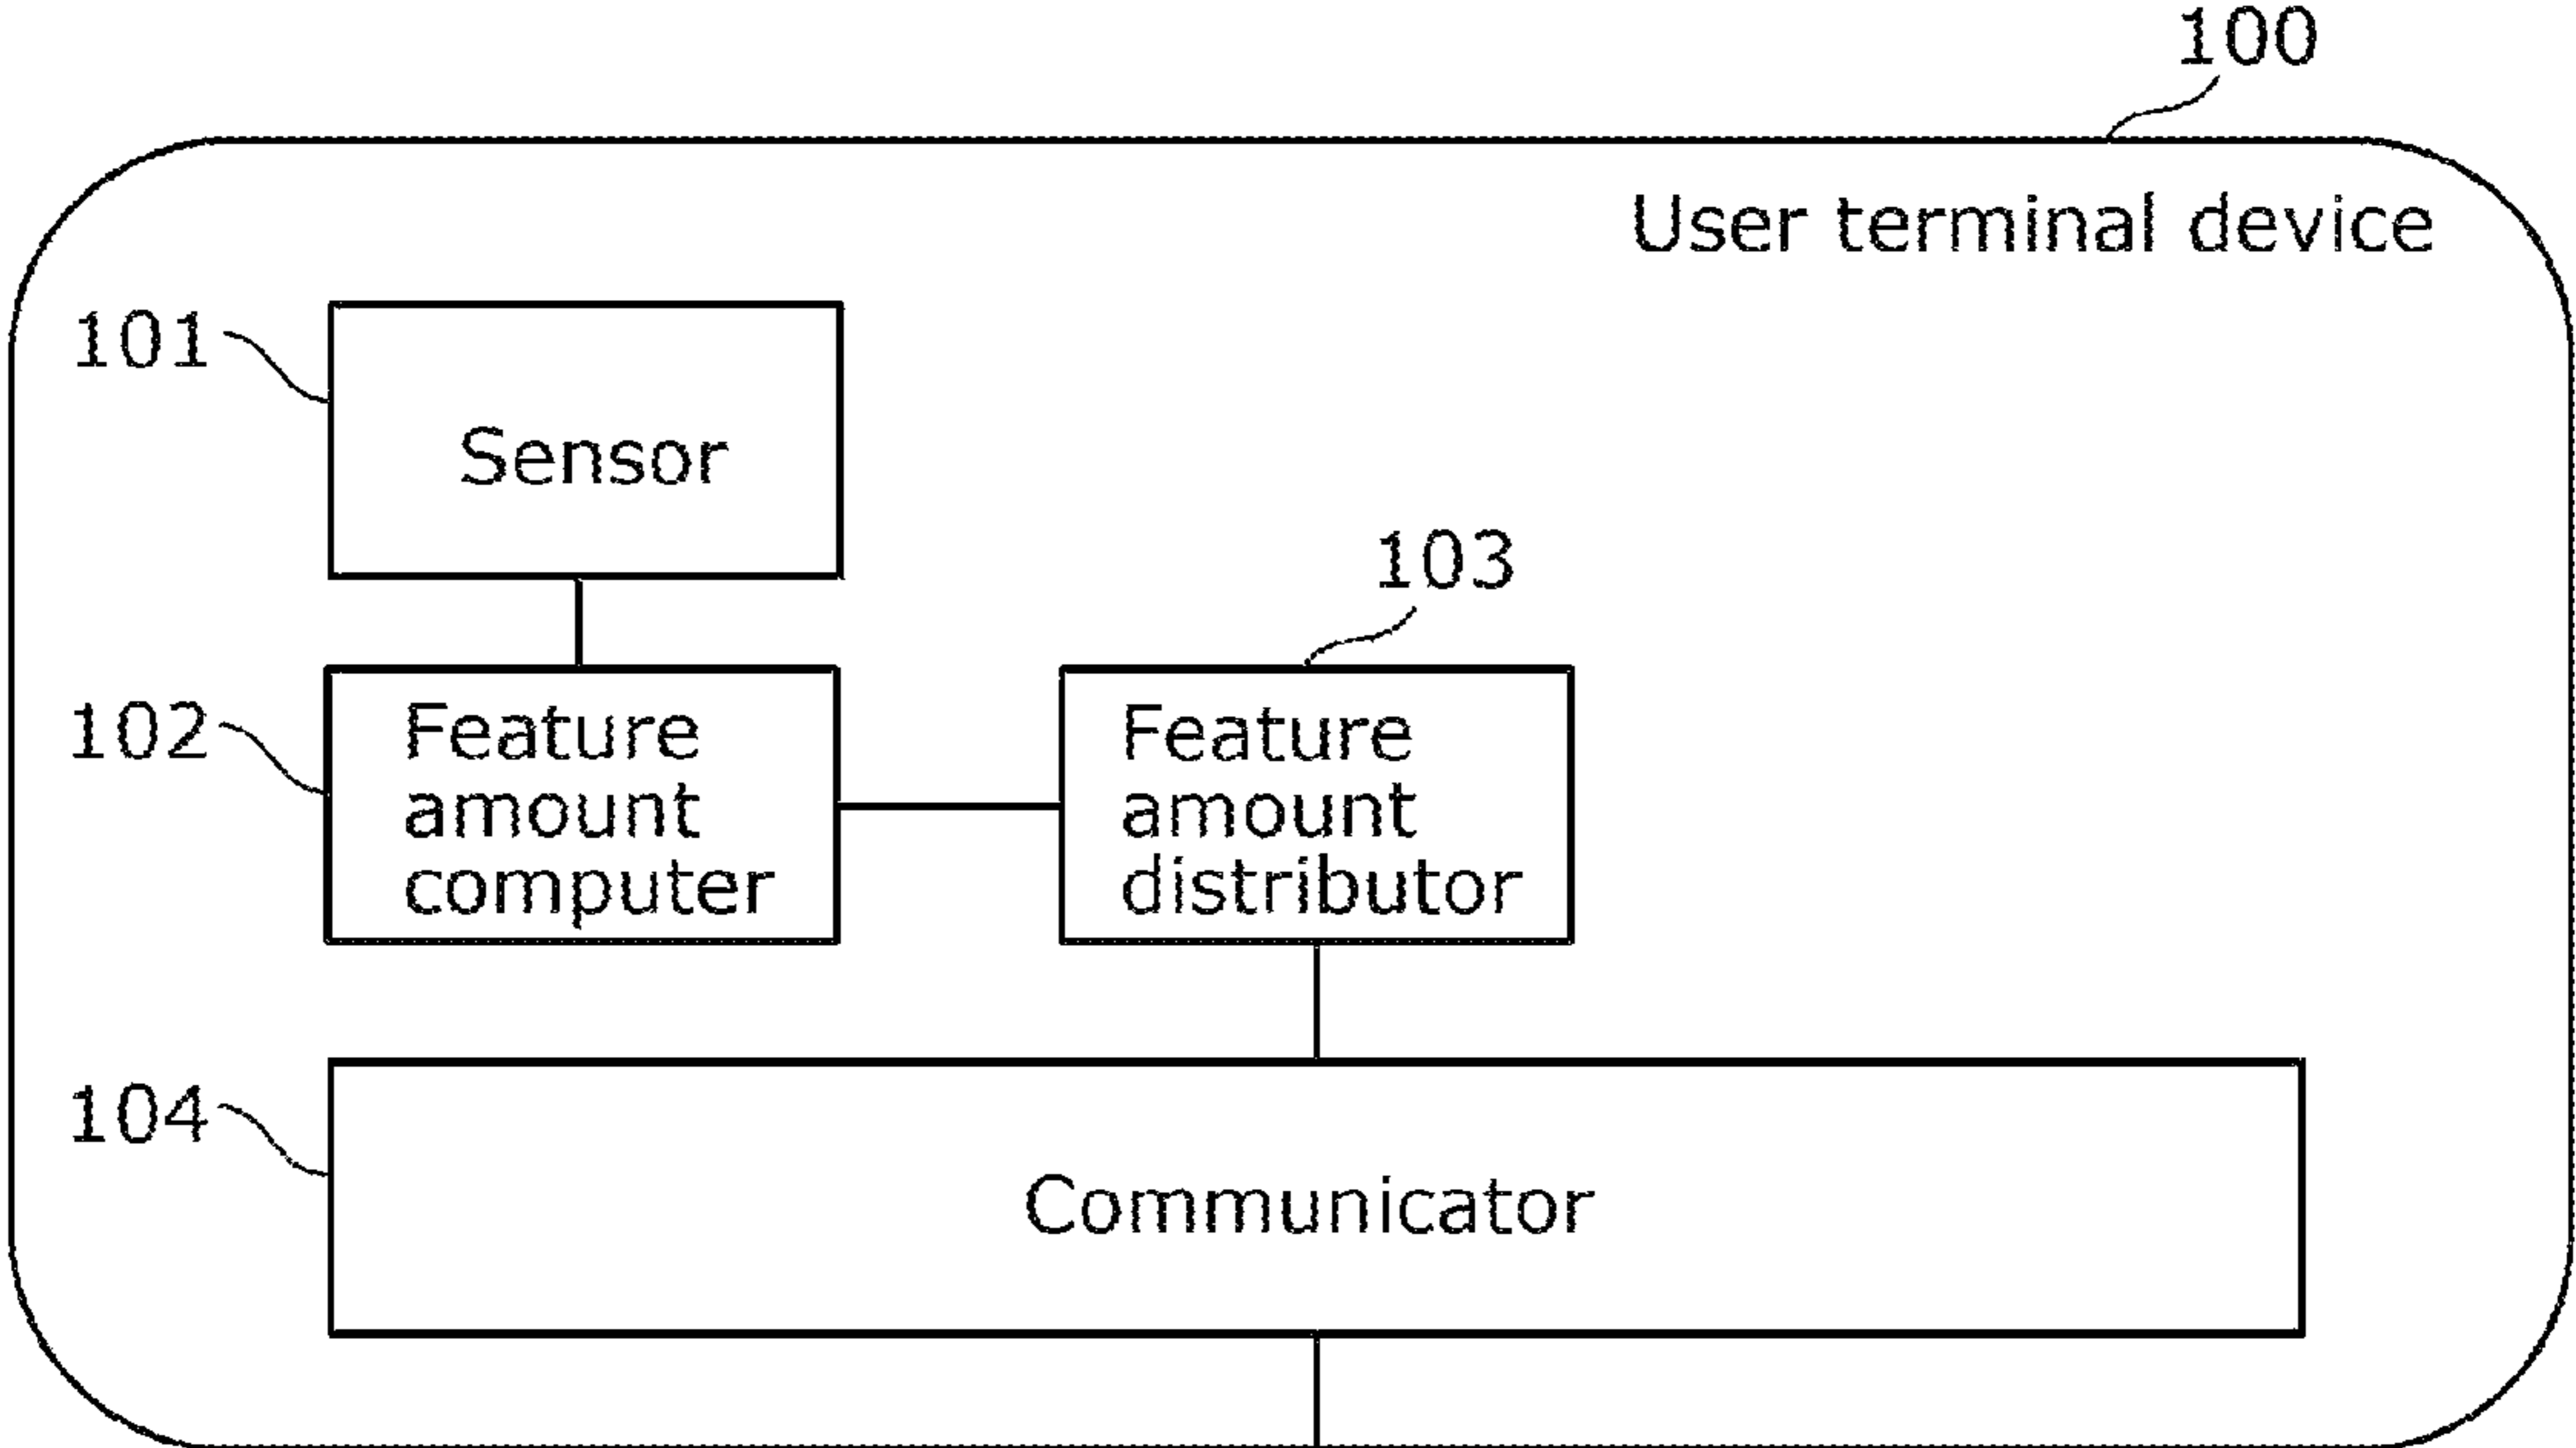 100
User terminal device
101
Sensor
103
102
Feature
amount
computer
Feature
amount
distributor
104
Communicator